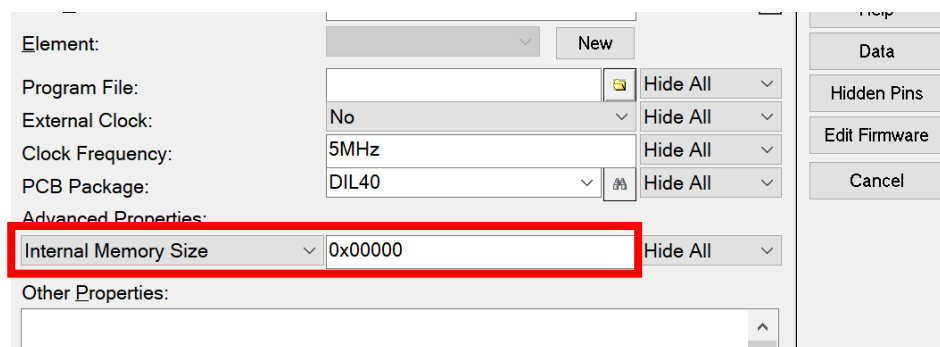 Element:
New
Data
Program File:
Hide All
Hidden Pins
External Clock:
No
Hide All
Edit Firmware
Clock Frequency:
5MHz
Hide All
PCB Package:
DIL40
Hide All
Cancel
Advanced Properties:
Internal Memory Size
0x00000
Hide All
Other Properties: